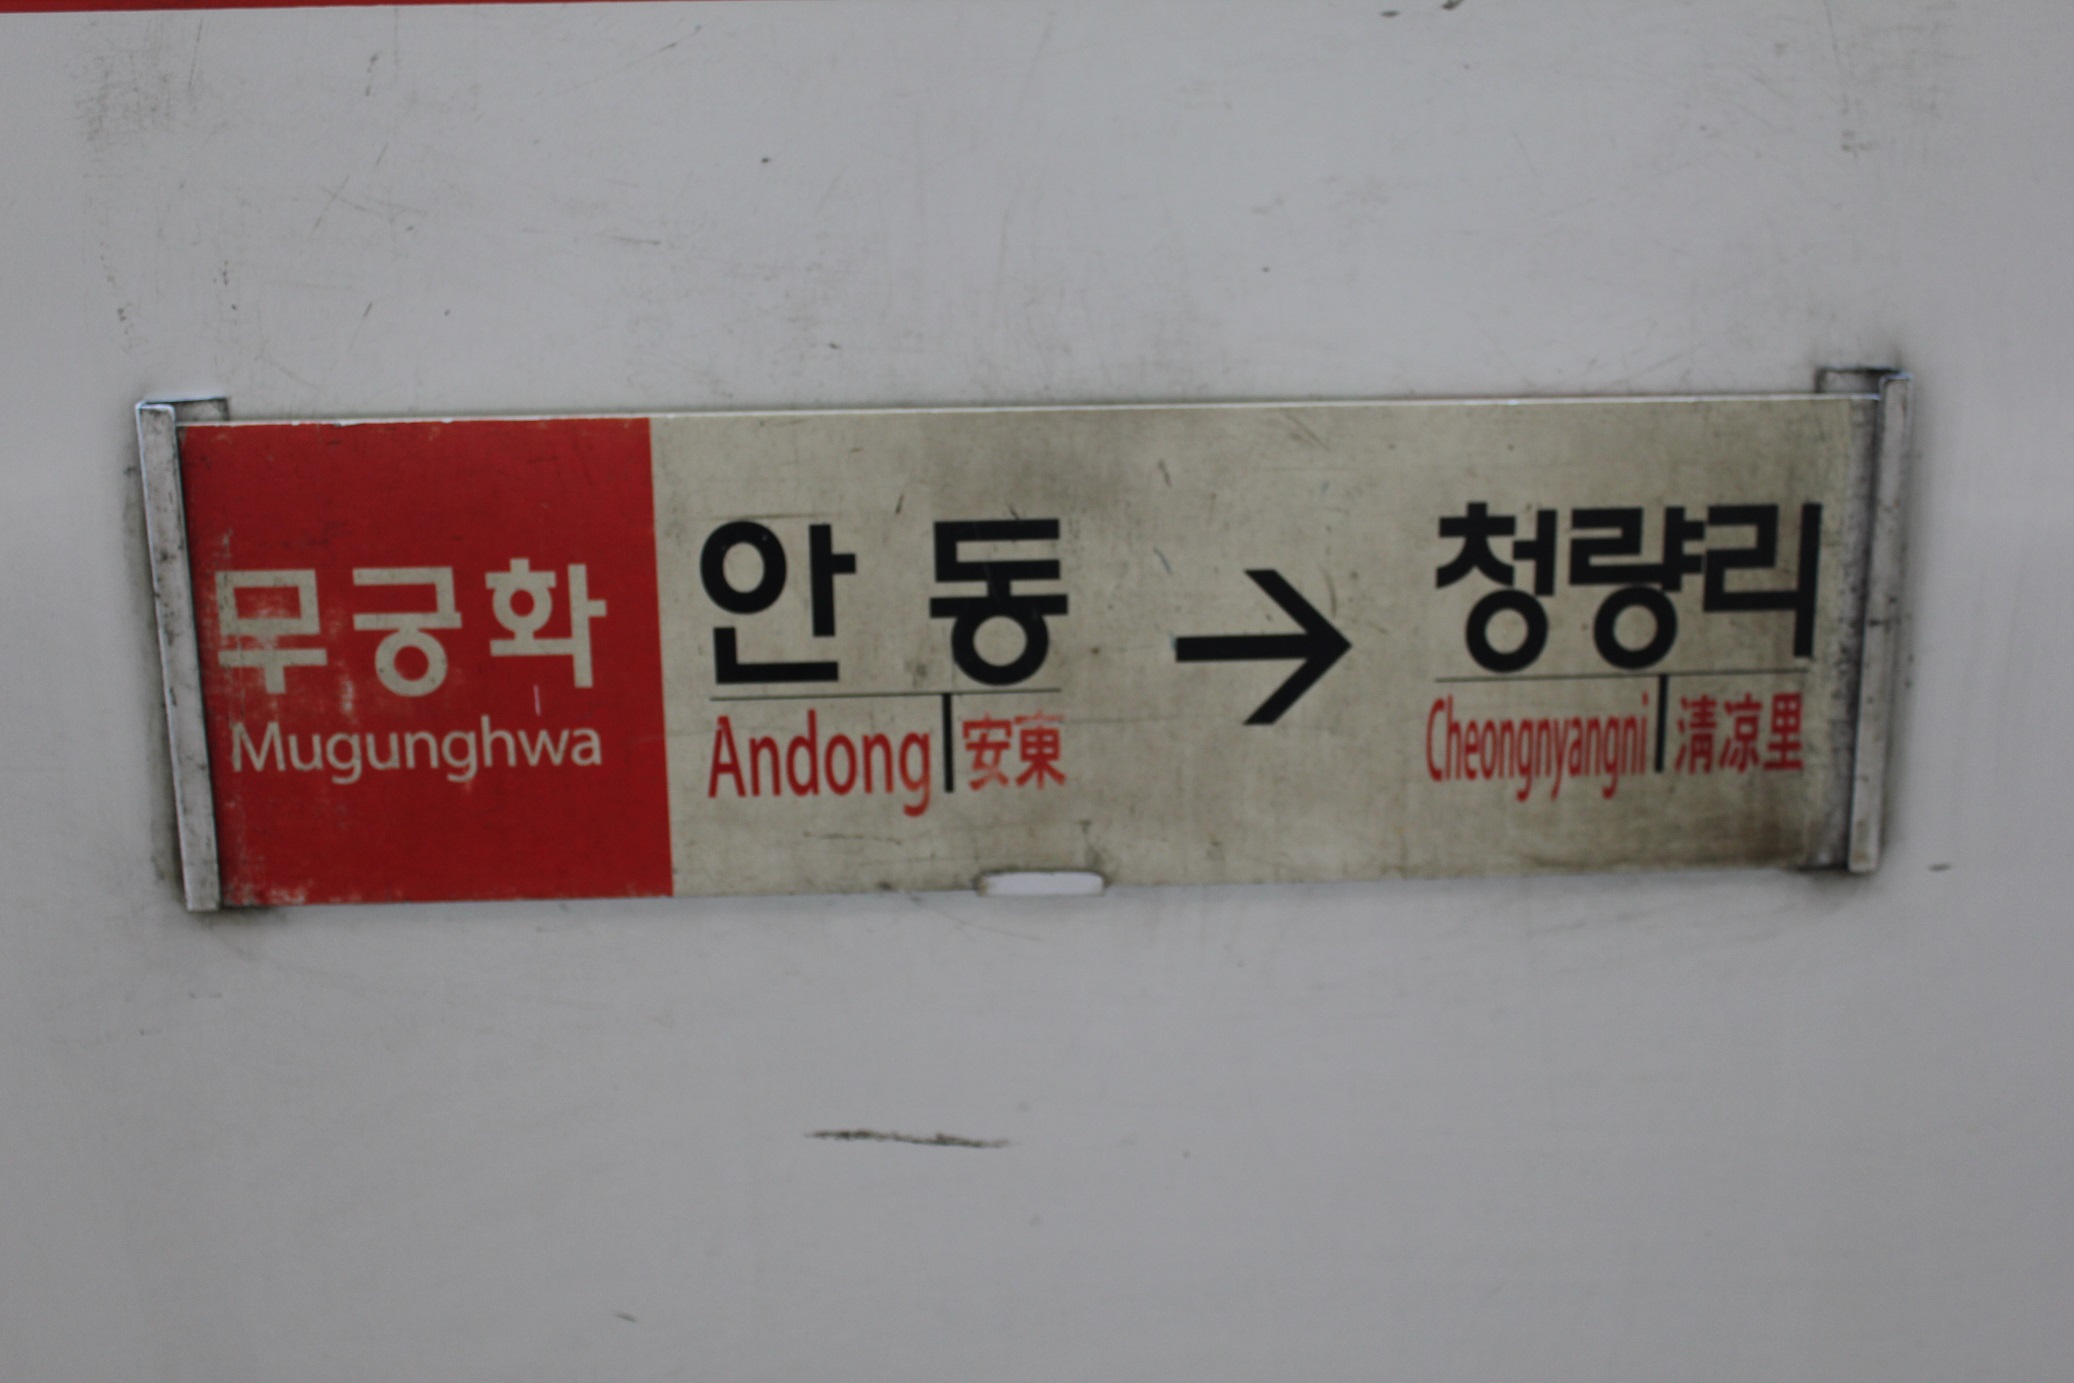 무궁화
Mugunghwa
안동 → 청량리
Andong 安東
Cheongnyangni 清凉里